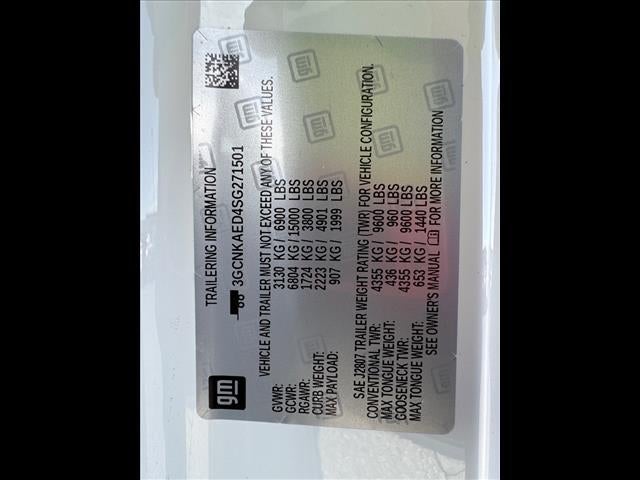 gm
TRAILERING INFORMATION
3GCNKAED4SG271501
VEHICLE AND TRAILER MUST NOT EXCEED ANY OF THESE VALUES.
GVWR: 3130 KG / 6900 LBS
GCWR: 6804 KG / 15000 LBS
RGAWR: 1724 KG / 3800 LBS
CURB WEIGHT: 2223 KG / 4901 LBS
MAX PAYLOAD: 907 KG / 1999 LBS
SAE J2807 TRAILER WEIGHT RATING (TWR) FOR VEHICLE CONFIGURATION.
CONVENTIONAL TWR: 4355 KG / 9600 LBS
MAX TONGUE WEIGHT: 436 KG / 960 LBS
GOOSENECK TWR: 4355 KG / 9600 LBS
MAX TONGUE WEIGHT: 653 KG / 1440 LBS
SEE OWNER'S MANUAL FOR MORE INFORMATION